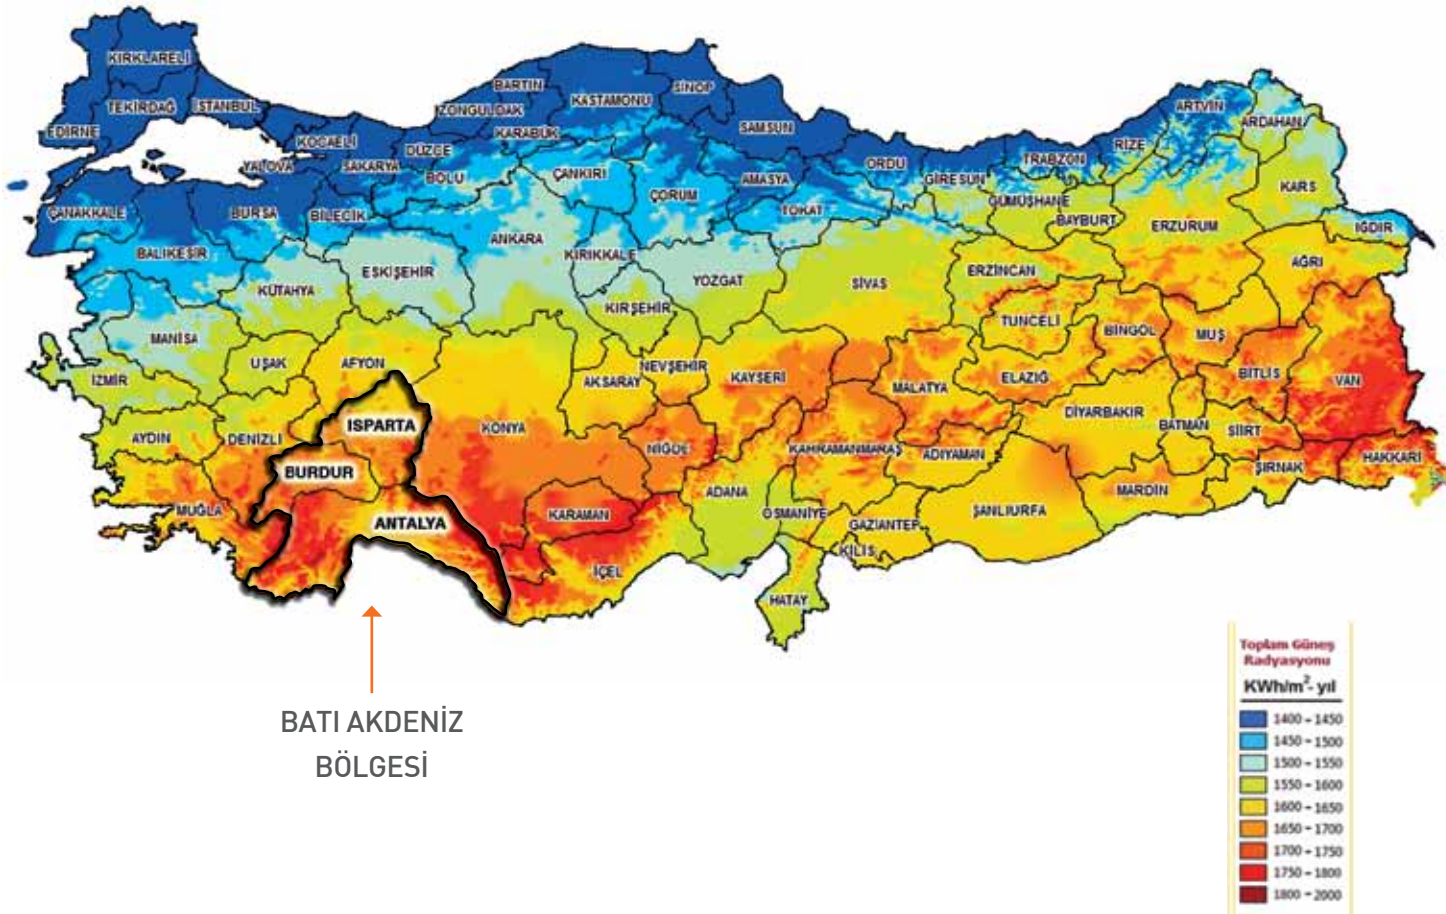 KIRKLARELİ
TEKİRDAĞ
İSTANBUL
EDİRNE
KOCAELİ
YALOVA
SAKARYA
DÜZCE
BOLU
ZONGULDAK
BARTIN
KARABÜK
KASTAMONU
SİNOP
SAMSUN
ÇANKIRI
ÇORUM
AMASYA
TOKAT
ORDU
GİRESUN
TRABZON
RİZE
ARTVİN
ARDAHAN
GÜMÜŞHANE
BAYBURT
ERZURUM
KARS
IĞDIR
AĞRI
ÇANAKKALE
BALIKESİR
BURSA
BİLECİK
KÜTAHYA
ESKİŞEHİR
ANKARA
KIRIKKALE
KIRŞEHİR
YOZGAT
SİVAS
ERZİNCAN
TUNCELİ
BİNGÖL
MUŞ
BİTLİS
VAN
MANİSA
İZMİR
UŞAK
AFYON
AYDIN
DENİZLİ
MUĞLA
ISPARTA
BURDUR
ANTALYA
KONYA
AKSARAY
NEVŞEHİR
KAYSERİ
NİĞDE
KARAMAN
İÇEL
ADANA
OSMANİYE
HATAY
KAHRAMANMARAŞ
MALATYA
ELAZIĞ
ADIYAMAN
GAZİANTEP
KİLİS
ŞANLIURFA
DİYARBAKIR
MARDİN
BATMAN
SİİRT
ŞIRNAK
HAKKARİ
BATI AKDENİZ
BÖLGESİ
Toplam Güneş
Radyasyonu
KWh/m²- yıl
1400 - 1450
1450 - 1500
1500 - 1550
1550 - 1600
1600 - 1650
1650 - 1700
1700 - 1750
1750 - 1800
1800 - 2000